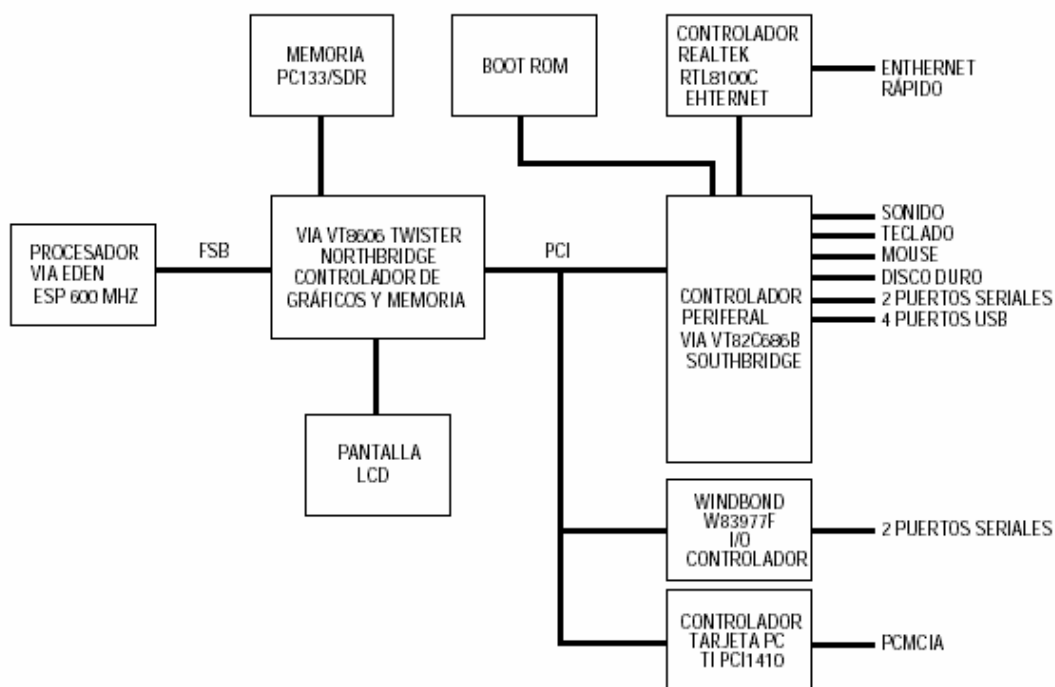 MEMORIA
PC133/SDR
BOOT ROM
CONTROLADOR
REALTEK
RTL8100C
EHTERNET
ENTHERNET
RÁPIDO
PROCESADOR
VIA EDEN
ESP 600 MHZ
FSB
VIA VT8606 TWISTER
NORTHBRIDGE
CONTROLADOR DE
GRÁFICOS Y MEMORIA
PCI
CONTROLADOR
PERIFERAL
VIA VT82C686B
SOUTHBRIDGE
SONIDO
TECLADO
MOUSE
DISCO DURO
2 PUERTOS SERIALES
4 PUERTOS USB
PANTALLA
LCD
WINDBOND
W83977F
I/O
CONTROLADOR
2 PUERTOS SERIALES
CONTROLADOR
TARJETA PC
TI PCI1410
PCMCIA